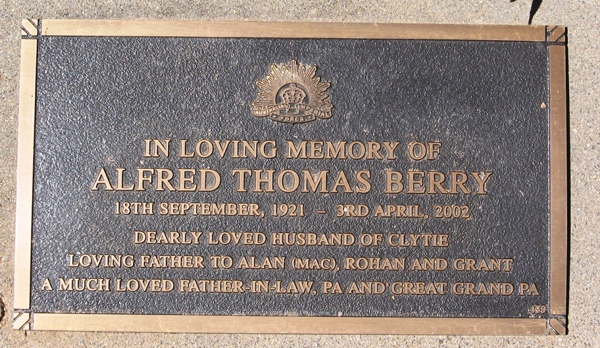 IN LOVING MEMORY OF
ALFRED THOMAS BERRY
18TH SEPTEMBER, 1921 – 3RD APRIL, 2002
DEARLY LOVED HUSBAND OF CLYTIE
LOVING FATHER TO ALAN (MAC), ROHAN AND GRANT
A MUCH LOVED FATHER-IN-LAW, PA AND GREAT GRAND PA